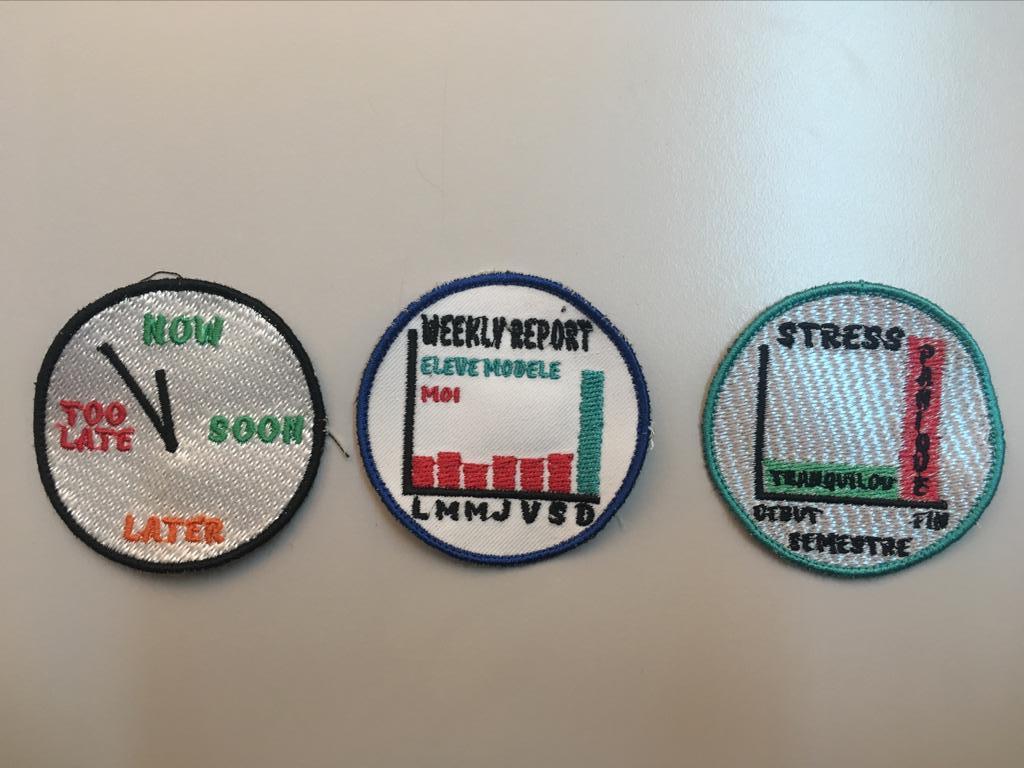 NOW
TOO
LATE
SOON
LATER
WEEKLY REPORT
ELEVE MODELE
MOI
L M M J V S D
STRESS
PANIQUE
TRANQUILOU
DEBUT FIN
SEMESTRE